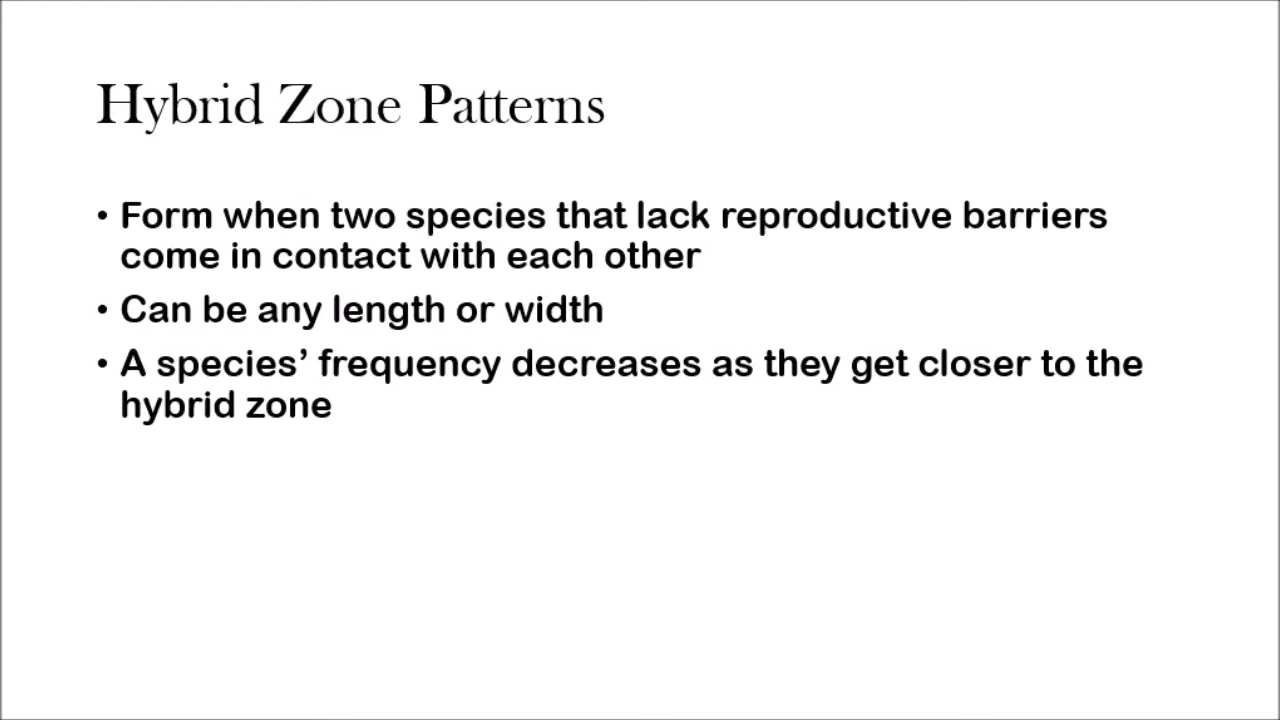 Hybrid Zone Patterns
• Form when two species that lack reproductive barriers
come in contact with each other
• Can be any length or width
• A species’ frequency decreases as they get closer to the
hybrid zone